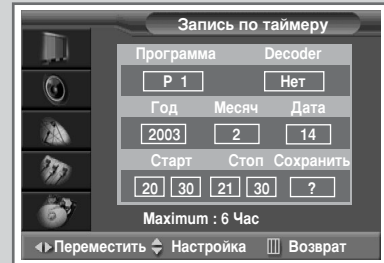 Запись по таймеру
Программа Decoder
P 1 Нет
Год Месяч Дата
2003 2 14
Старт Стоп Сохранить
20 30 21 30 ?
Maximum : 6 Час
Переместить Настройка Возврат